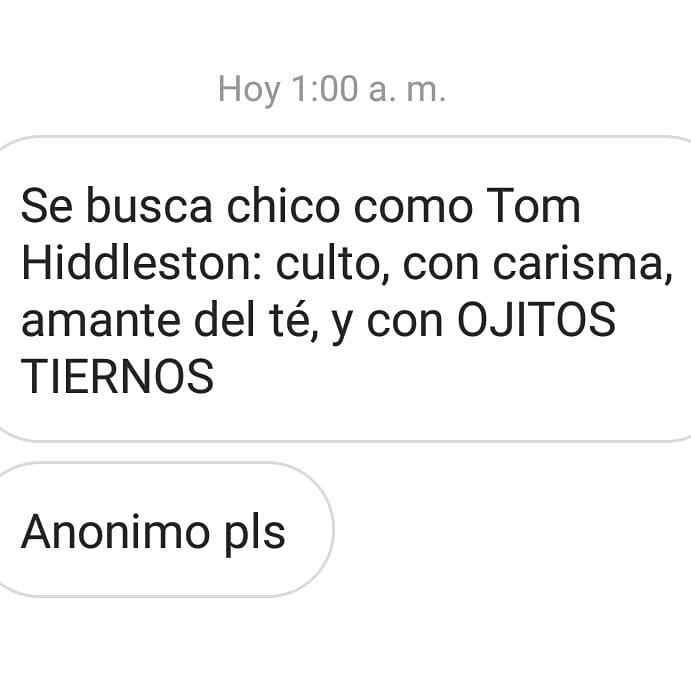 Hoy 1:00 a. m.
Se busca chico como Tom
Hiddleston: culto, con carisma,
amante del té, y con OJITOS
TIERNOS
Anonimo pls